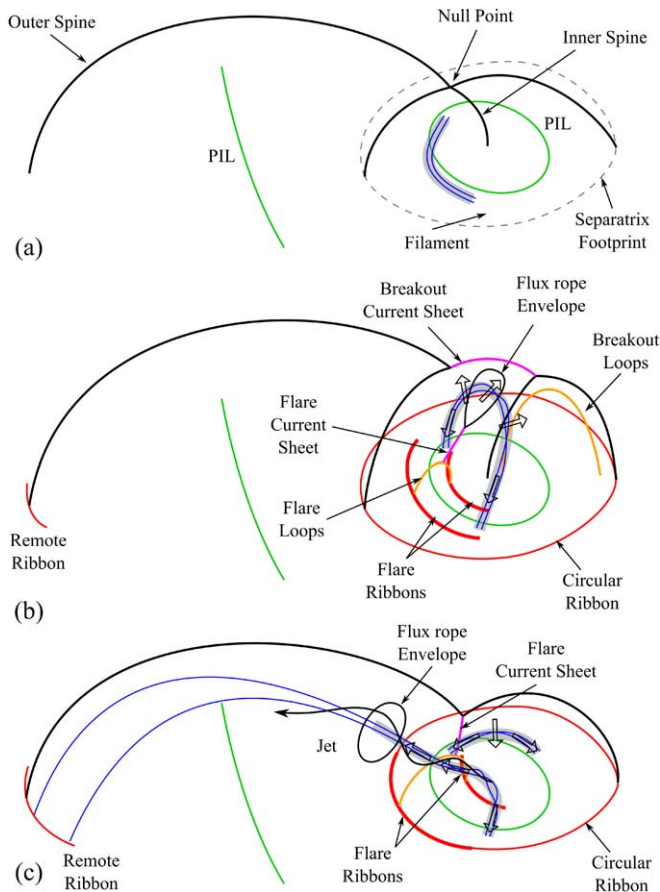 Outer Spine
Null Point
Inner Spine
PIL
PIL
Filament
Separatrix
Footprint
(a)
Breakout
Current Sheet
Flux rope
Envelope
Breakout
Loops
Flare
Current
Sheet
Flare
Loops
Remote
Ribbon
Flare
Ribbons
Circular
Ribbon
(b)
Flux rope
Envelope
Flare
Current Sheet
Jet
Remote
Ribbon
Flare
Ribbons
Circular
Ribbon
(c)